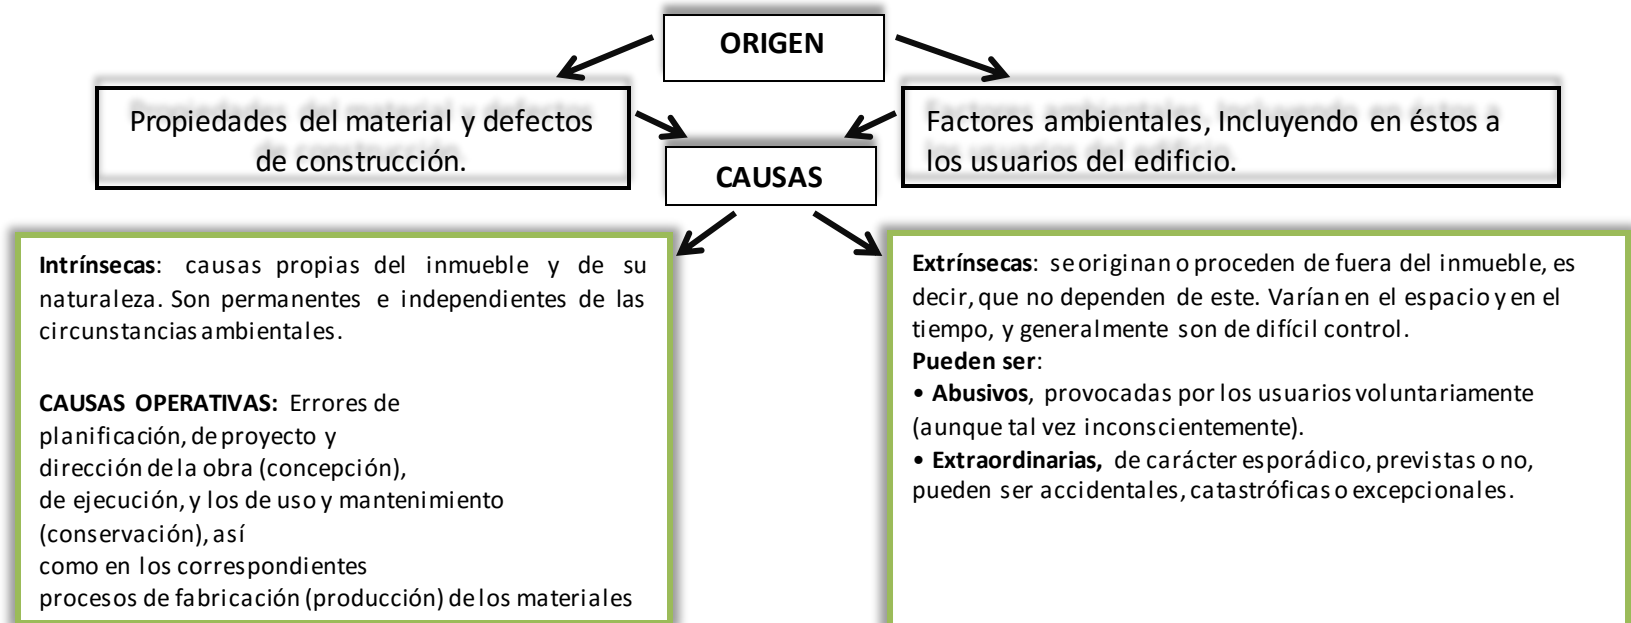 ORIGEN
Propiedades del material y defectos
de construcción.
Factores ambientales, Incluyendo en éstos a
los usuarios del edificio.
CAUSAS
Intrínsecas: causas propias del inmueble y de su
naturaleza. Son permanentes e independientes de las
circunstancias ambientales.
CAUSAS OPERATIVAS: Errores de
planificación, de proyecto y
dirección de la obra (concepción),
de ejecución, y los de uso y mantenimiento
(conservación), así
como en los correspondientes
procesos de fabricación (producción) de los materiales
Extrínsecas: se originan o proceden de fuera del inmueble, es
decir, que no dependen de este. Varían en el espacio y en el
tiempo, y generalmente son de difícil control.
Pueden ser:
• Abusivos, provocadas por los usuarios voluntariamente
(aunque tal vez inconscientemente).
• Extraordinarias, de carácter esporádico, previstas o no,
pueden ser accidentales, catastróficas o excepcionales.